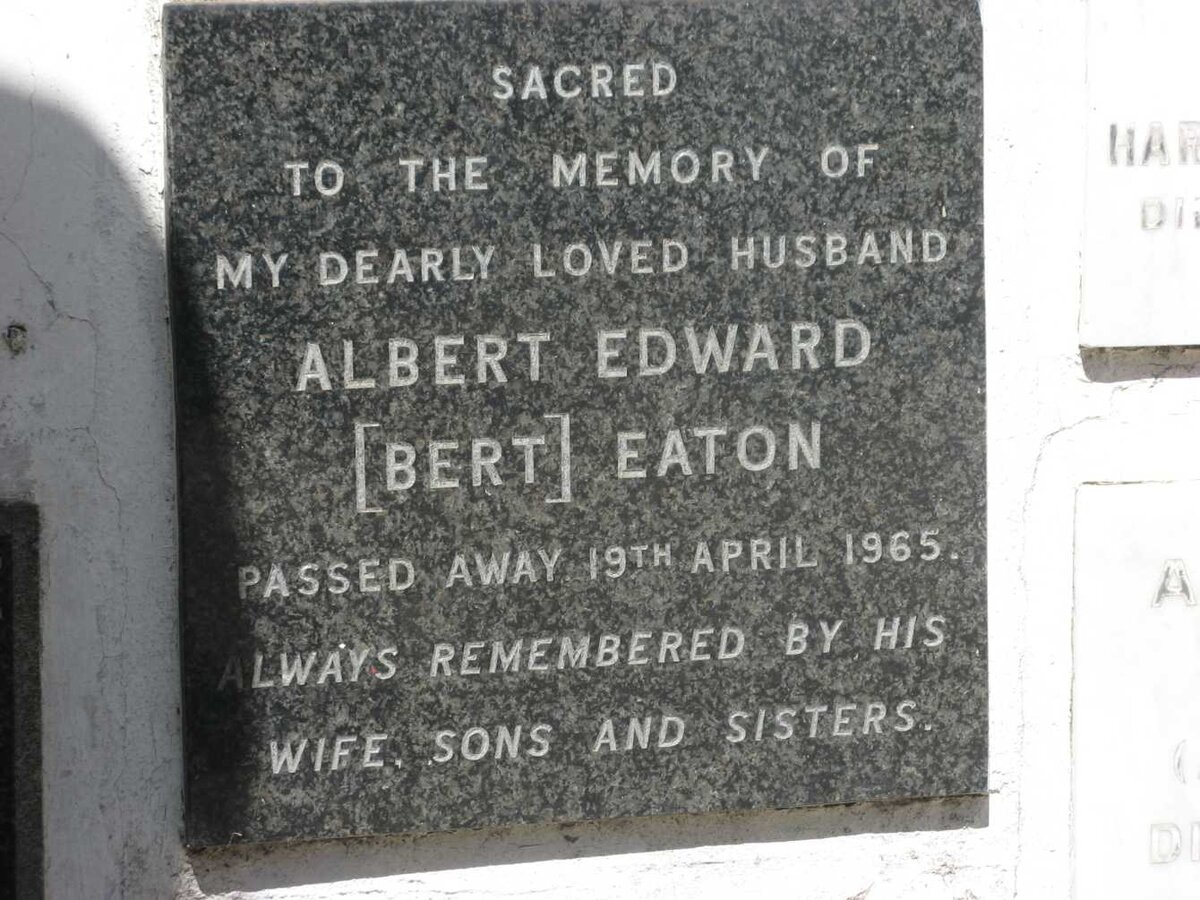 SACRED
TO THE MEMORY OF
MY DEARLY LOVED HUSBAND
ALBERT EDWARD
[BERT] EATON
PASSED AWAY 19TH APRIL 1965.
ALWAYS REMEMBERED BY HIS
WIFE, SONS AND SISTERS.